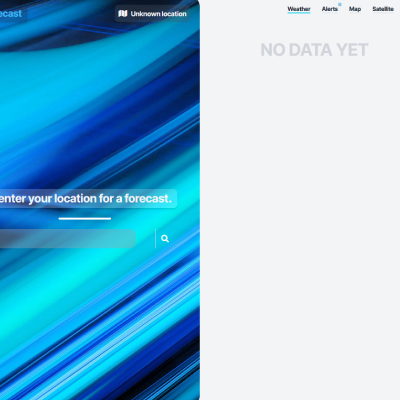 ecast
Unknown location
Weather Alerts Map Satellite
NO DATA YET
enter your location for a forecast.